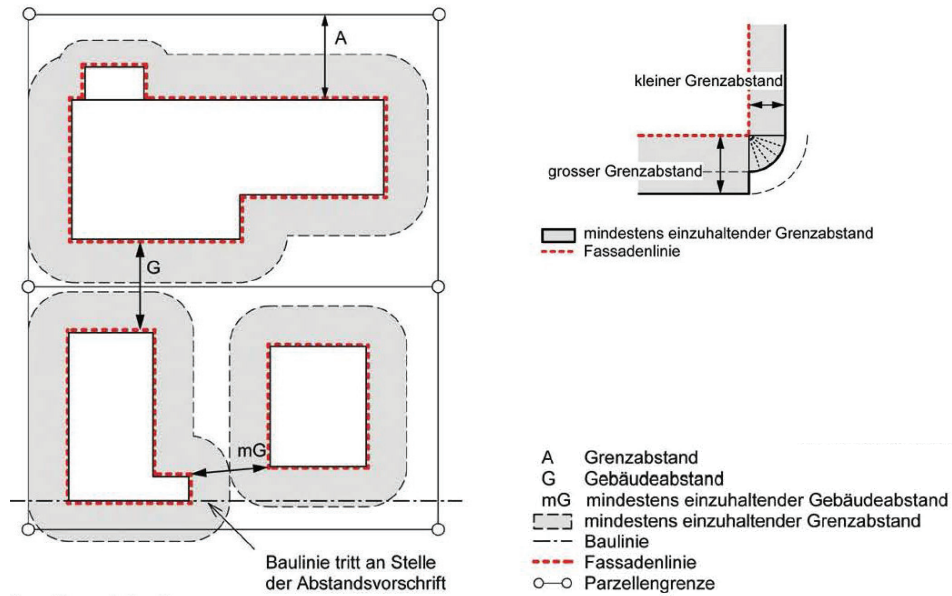 A
G
mG
Baulinie tritt an Stelle
der Abstandsvorschrift
kleiner Grenzabstand
grosser Grenzabstand
mindestens einzuhaltender Grenzabstand
Fassadenlinie
A Grenzabstand
G Gebäudeabstand
mG mindestens einzuhaltender Gebäudeabstand
mindestens einzuhaltender Grenzabstand
Baulinie
Fassadenlinie
Parzellengrenze